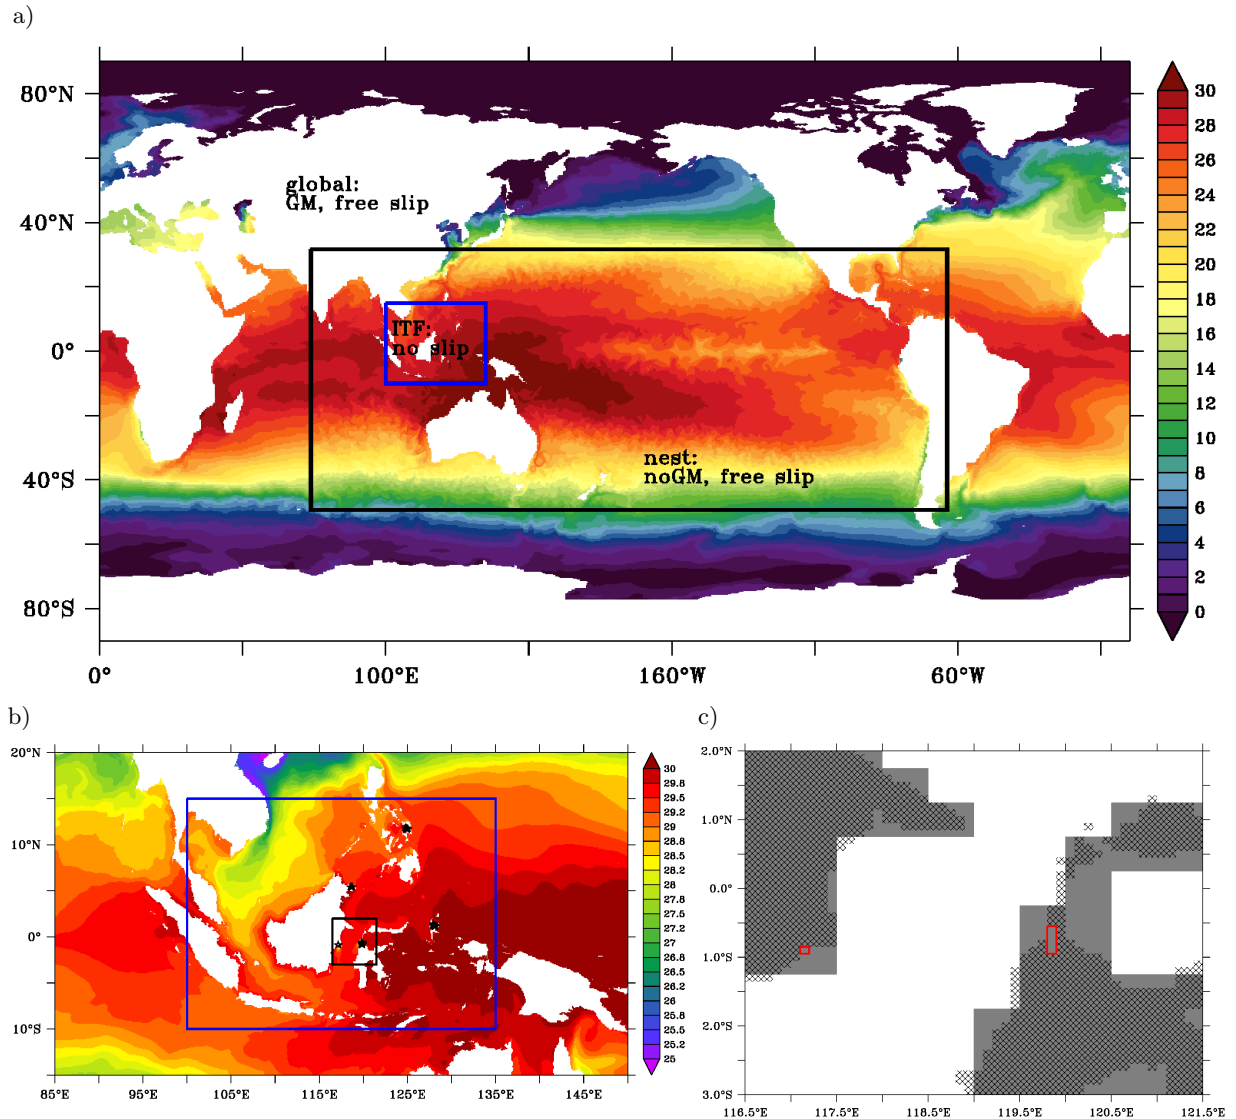 a)
80°N
40°N
0°
40°S
80°S
0°
100°E
160°W
60°W
global:
GM, free slip
ITF:
no slip
nest:
noGM, free slip
30
28
26
24
22
20
18
16
14
12
10
8
6
4
2
0
b)
20°N
10°N
0°
10°S
85°E
95°E
105°E
115°E
125°E
135°E
145°E
30
29.8
29.5
29.2
29
28.8
28.5
28.2
28
27.8
27.5
27.2
27
26.8
26.5
26.2
26
25.8
25.5
25.2
25
c)
2.0°N
1.0°N
0.0°
1.0°S
2.0°S
3.0°S
116.5°E
117.5°E
118.5°E
119.5°E
120.5°E
121.5°E